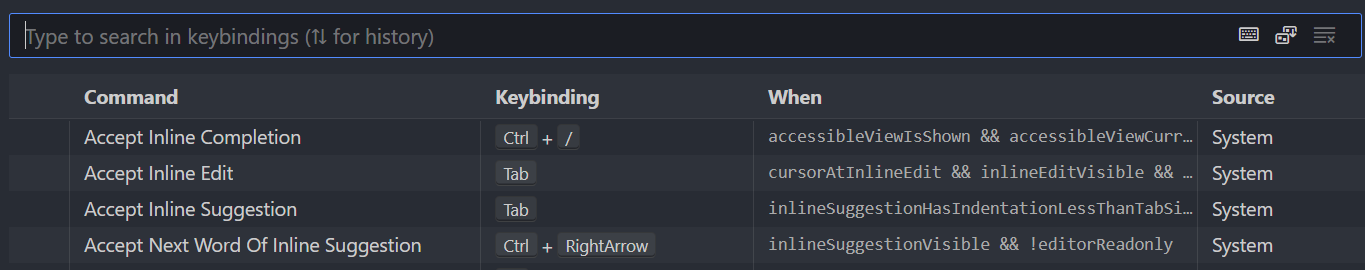 Type to search in keybindings (⇅ for history)
Command Keybinding When Source
Accept Inline Completion Ctrl + / accessibleViewIsShown && accessibleViewCurr… System
Accept Inline Edit Tab cursorAtInlineEdit && inlineEditVisible && … System
Accept Inline Suggestion Tab inlineSuggestionHasIndentationLessThanTabSi… System
Accept Next Word Of Inline Suggestion Ctrl + RightArrow inlineSuggestionVisible && !editorReadonly System